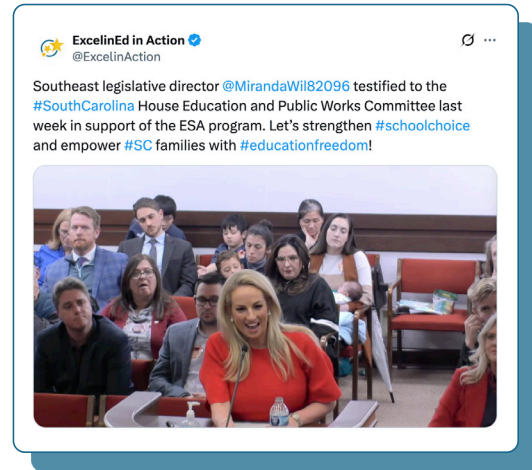 ExcelinEd in Action
@ExcelinAction
Southeast legislative director @MirandaWil82096 testified to the
#SouthCarolina House Education and Public Works Committee last
week in support of the ESA program. Let’s strengthen #schoolchoice
and empower #SC families with #educationfreedom!